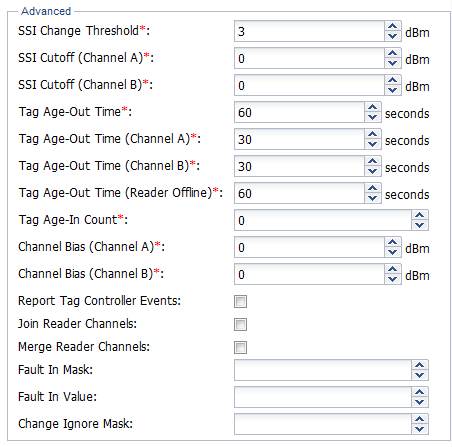 Advanced
SSI Change Threshold*: 3 dBm
SSI Cutoff (Channel A)*: 0 dBm
SSI Cutoff (Channel B)*: 0 dBm
Tag Age-Out Time*: 60 seconds
Tag Age-Out Time (Channel A)*: 30 seconds
Tag Age-Out Time (Channel B)*: 30 seconds
Tag Age-Out Time (Reader Offline)*: 60 seconds
Tag Age-In Count*: 0
Channel Bias (Channel A)*: 0 dBm
Channel Bias (Channel B)*: 0 dBm
Report Tag Controller Events:
Join Reader Channels:
Merge Reader Channels:
Fault In Mask:
Fault In Value:
Change Ignore Mask: